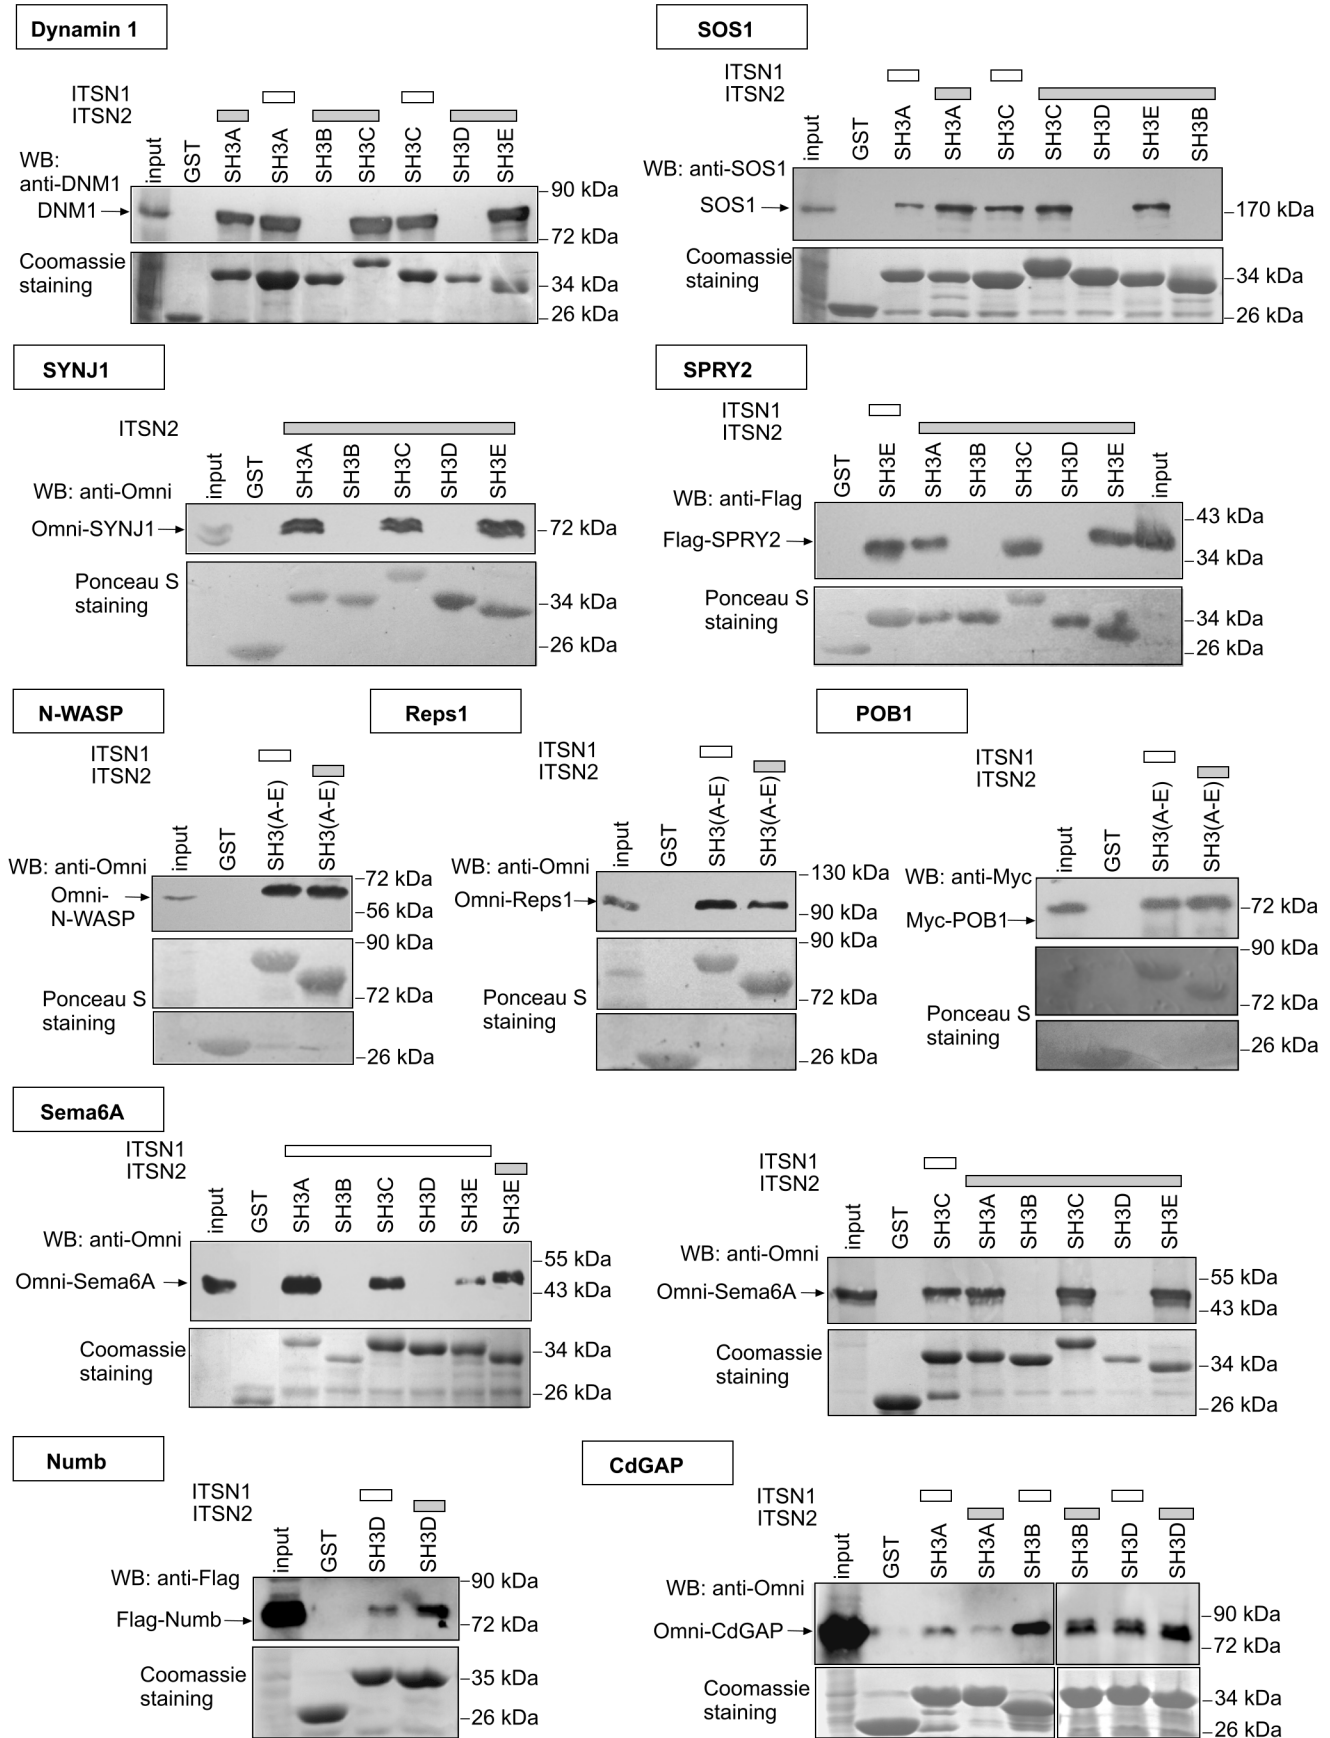 Dynamin 1
ITSN1
ITSN2
input
GST
SH3A
SH3A
SH3B
SH3C
SH3C
SH3D
SH3E
WB:
anti-DNM1
DNM1
90 kDa
72 kDa
Coomassie
staining
34 kDa
26 kDa
SOS1
ITSN1
ITSN2
input
GST
SH3A
SH3A
SH3C
SH3C
SH3D
SH3E
SH3B
WB: anti-SOS1
SOS1
170 kDa
Coomassie
staining
34 kDa
26 kDa
SYNJ1
ITSN2
input
GST
SH3A
SH3B
SH3C
SH3D
SH3E
WB: anti-Omni
Omni-SYNJ1
72 kDa
Ponceau S
staining
34 kDa
26 kDa
SPRY2
ITSN1
ITSN2
GST
SH3E
SH3A
SH3B
SH3C
SH3D
SH3E
input
WB: anti-Flag
Flag-SPRY2
43 kDa
34 kDa
Ponceau S
staining
34 kDa
26 kDa
N-WASP
ITSN1
ITSN2
input
GST
SH3(A-E)
SH3(A-E)
WB: anti-Omni
Omni-
N-WASP
72 kDa
56 kDa
90 kDa
72 kDa
Ponceau S
staining
26 kDa
Reps1
ITSN1
ITSN2
input
GST
SH3(A-E)
SH3(A-E)
WB: anti-Omni
Omni-Reps1
130 kDa
90 kDa
90 kDa
72 kDa
Ponceau S
staining
26 kDa
POB1
ITSN1
ITSN2
input
GST
SH3(A-E)
SH3(A-E)
WB: anti-Myc
Myc-POB1
72 kDa
90 kDa
72 kDa
Ponceau S
staining
26 kDa
Sema6A
ITSN1
ITSN2
input
GST
SH3A
SH3B
SH3C
SH3D
SH3E
SH3E
WB: anti-Omni
Omni-Sema6A
55 kDa
43 kDa
Coomassie
staining
34 kDa
26 kDa
ITSN1
ITSN2
input
GST
SH3C
SH3A
SH3B
SH3C
SH3D
SH3E
WB: anti-Omni
Omni-Sema6A
55 kDa
43 kDa
Coomassie
staining
34 kDa
26 kDa
Numb
ITSN1
ITSN2
input
GST
SH3D
SH3D
WB: anti-Flag
Flag-Numb
90 kDa
72 kDa
Coomassie
staining
35 kDa
26 kDa
CdGAP
ITSN1
ITSN2
input
GST
SH3A
SH3A
SH3B
SH3B
SH3D
SH3D
WB: anti-Omni
Omni-CdGAP
90 kDa
72 kDa
Coomassie
staining
34 kDa
26 kDa